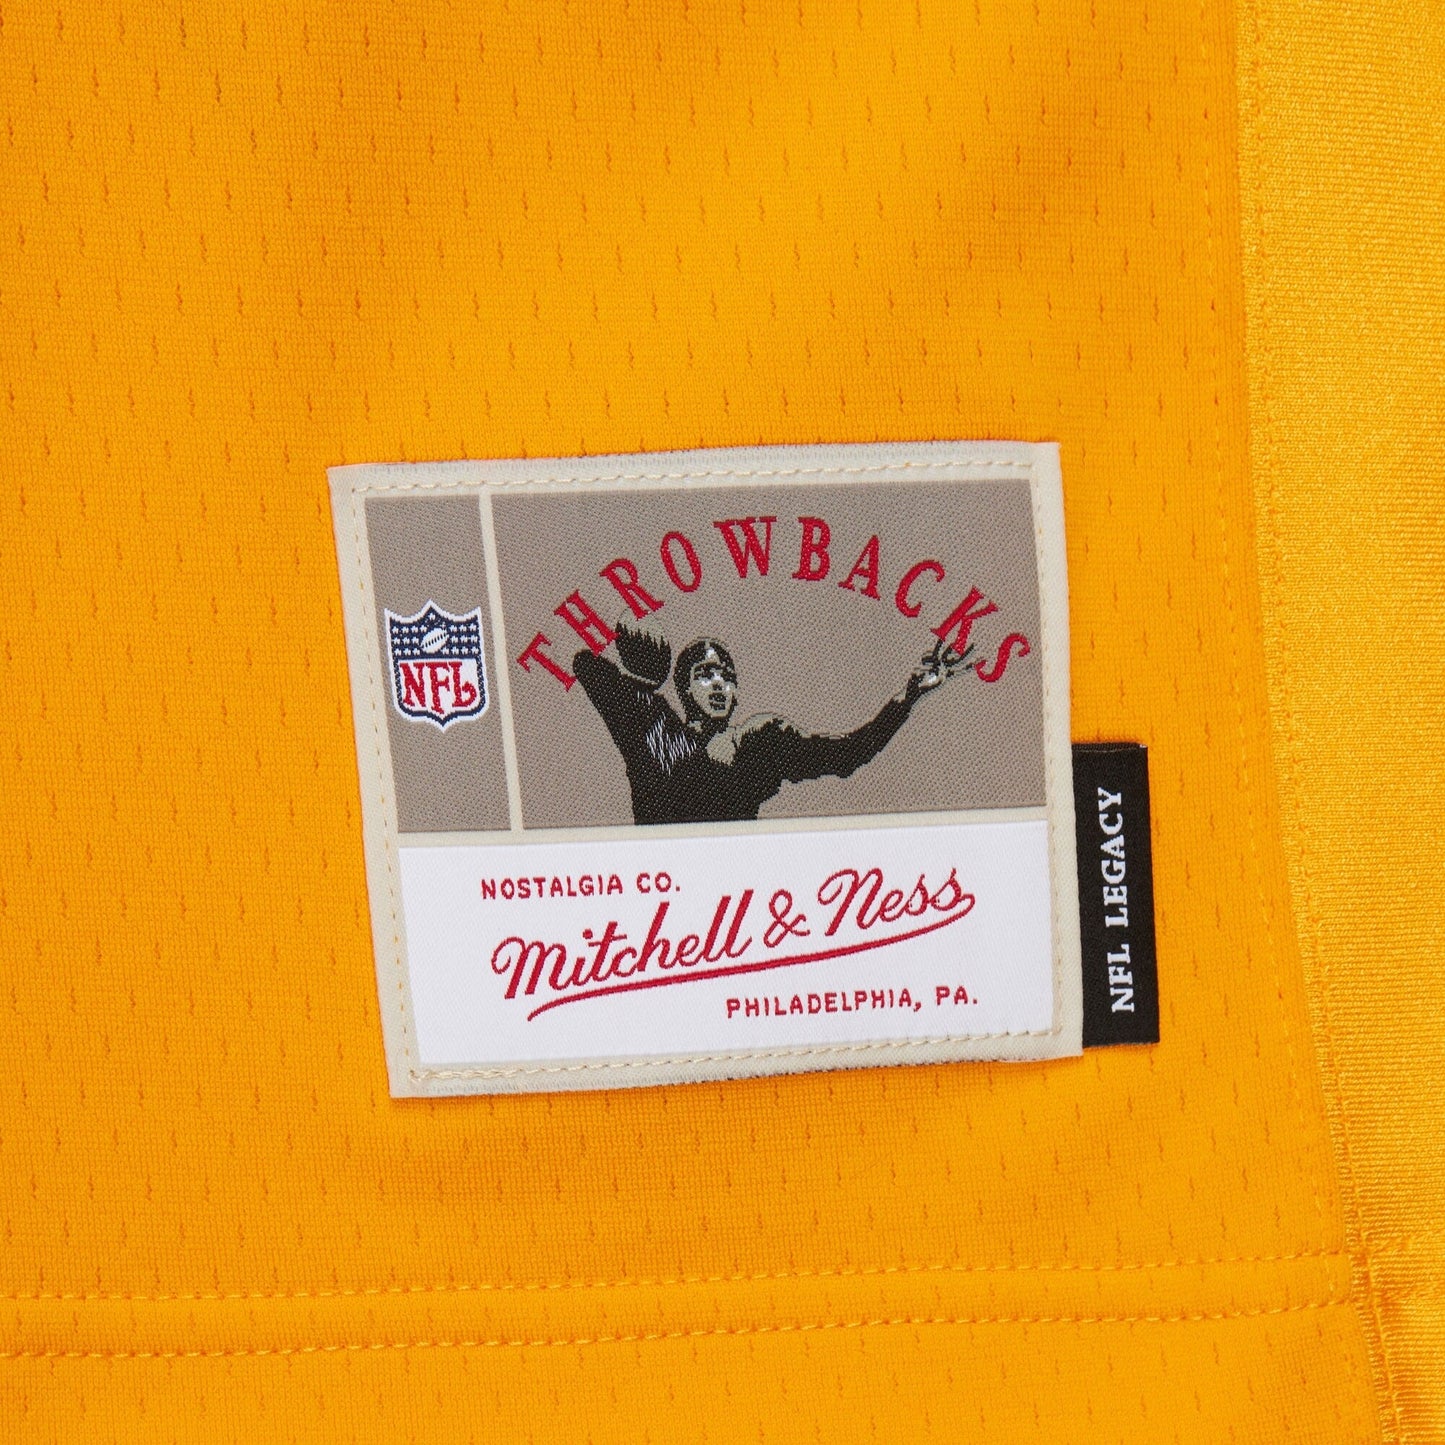 THROWBACKS
NFL
NOSTALGIA CO.
Mitchell & Ness
PHILADELPHIA, PA.
NFL LEGACY